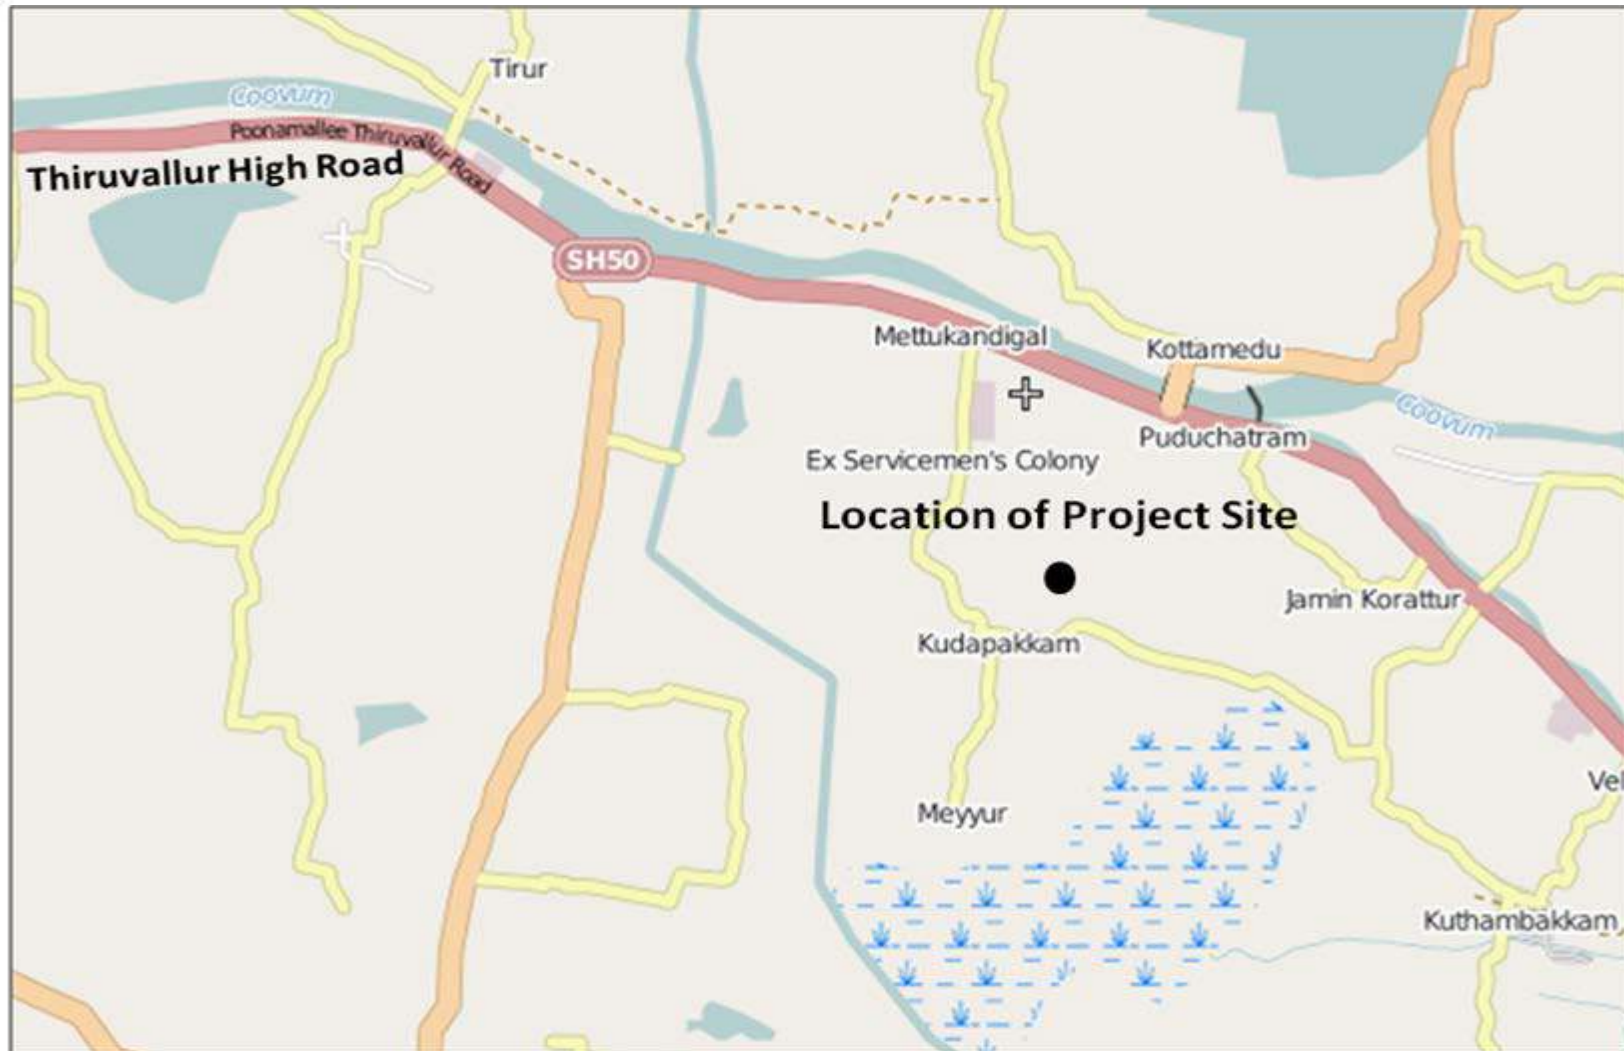 Tirur
Coovum
Poonamallee Thiruvallur Road
Thiruvallur High Road
SH50
Mettukandigal
Kottamedu
Coovum
Puduchatram
Ex Servicemen's Colony
Location of Project Site
Jamin Korattur
Kudapakkam
Vel
Meyyur
Kuthambakkam